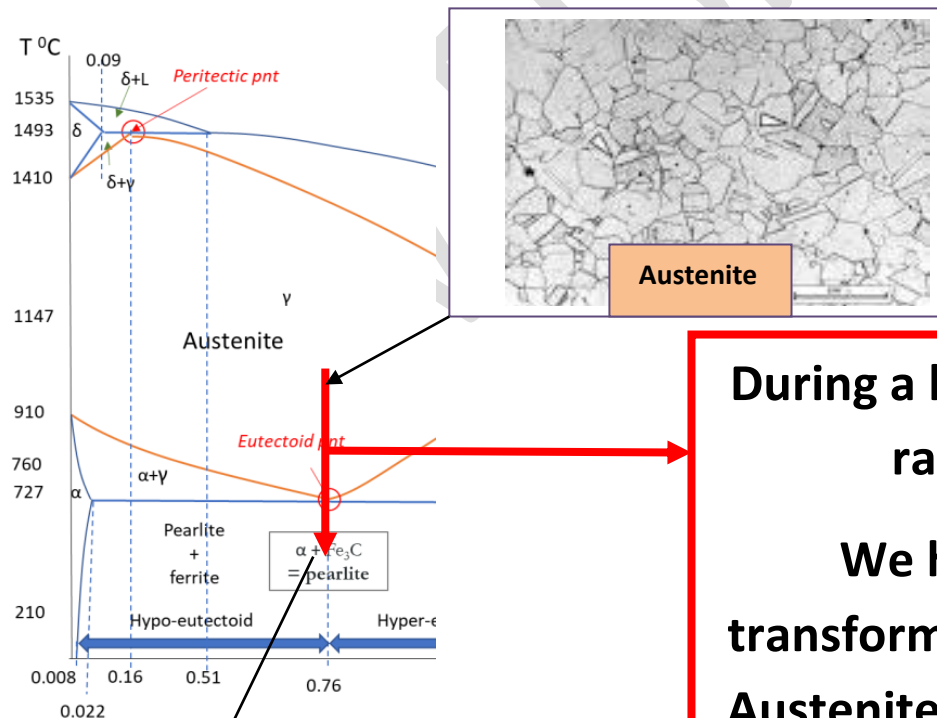 T ⁰C
0.09
δ+L
Peritectic pnt
1535
δ
1493
δ+γ
1410
γ
1147
Austenite
Austenite
During a l
ra
We h
transform
Austenite
910
Eutectoid pnt
760
α+γ
727
α
Pearlite
+
ferrite
α + Fe₃C
= pearlite
210
Hypo-eutectoid
Hyper-e
0.008
0.16
0.51
0.76
0.022